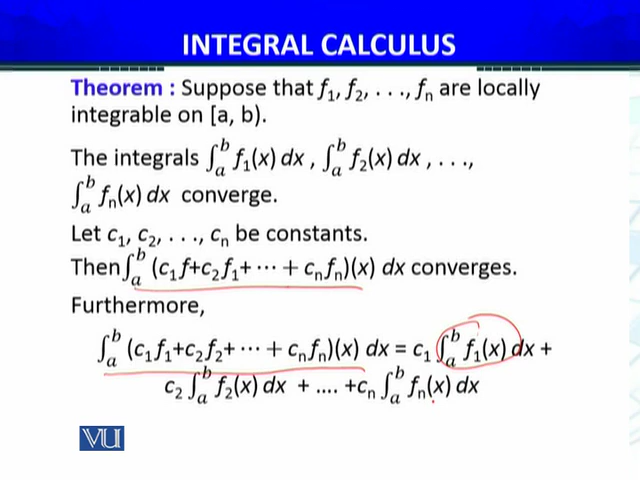 INTEGRAL CALCULUS
Theorem : Suppose that f₁, f₂, . . ., fₙ are locally
integrable on [a, b).
The integrals ∫ₐᵇ f₁(x) dx , ∫ₐᵇ f₂(x) dx , . . .,
∫ₐᵇ fₙ(x) dx converge.
Let c₁, c₂, . . ., cₙ be constants.
Then ∫ₐᵇ (c₁f+c₂f₁+ ⋯ + cₙfₙ)(x) dx converges.
Furthermore,
∫ₐᵇ (c₁f₁+c₂f₂+ ⋯ + cₙfₙ)(x) dx = c₁ ∫ₐᵇ f₁(x) dx +
c₂ ∫ₐᵇ f₂(x) dx + .... +cₙ ∫ₐᵇ fₙ(x) dx
VU